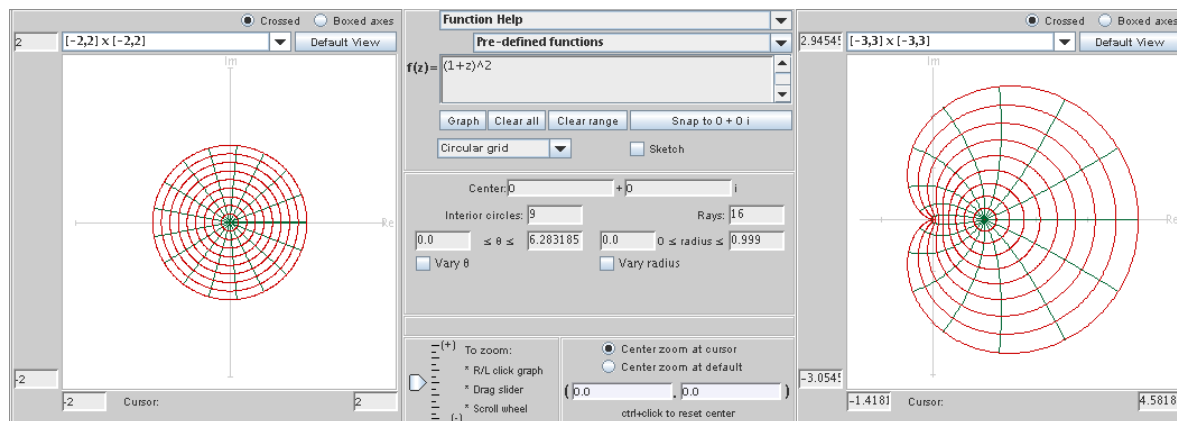 Crossed Boxed axes
2 [-2,2] x [-2,2] Default View
Im
Re
-2
-2 Cursor: 2
Function Help
Pre-defined functions
f(z)= (1+z)^2
Graph Clear all Clear range Snap to 0 + 0 i
Circular grid Sketch
Center: 0 + 0 i
Interior circles: 9 Rays: 16
0.0 ≤ θ ≤ 6.283185 0.0 0 ≤ radius ≤ 0.999
Vary θ Vary radius
(+) To zoom:
* R/L click graph
* Drag slider
* Scroll wheel
(-)
Center zoom at cursor
Center zoom at default
( 0.0 , 0.0 )
ctrl+click to reset center
Crossed Boxed axes
2.9454 [-3,3] x [-3,3] Default View
Im
Re
-3.0545
-1.4181 Cursor: 4.5818